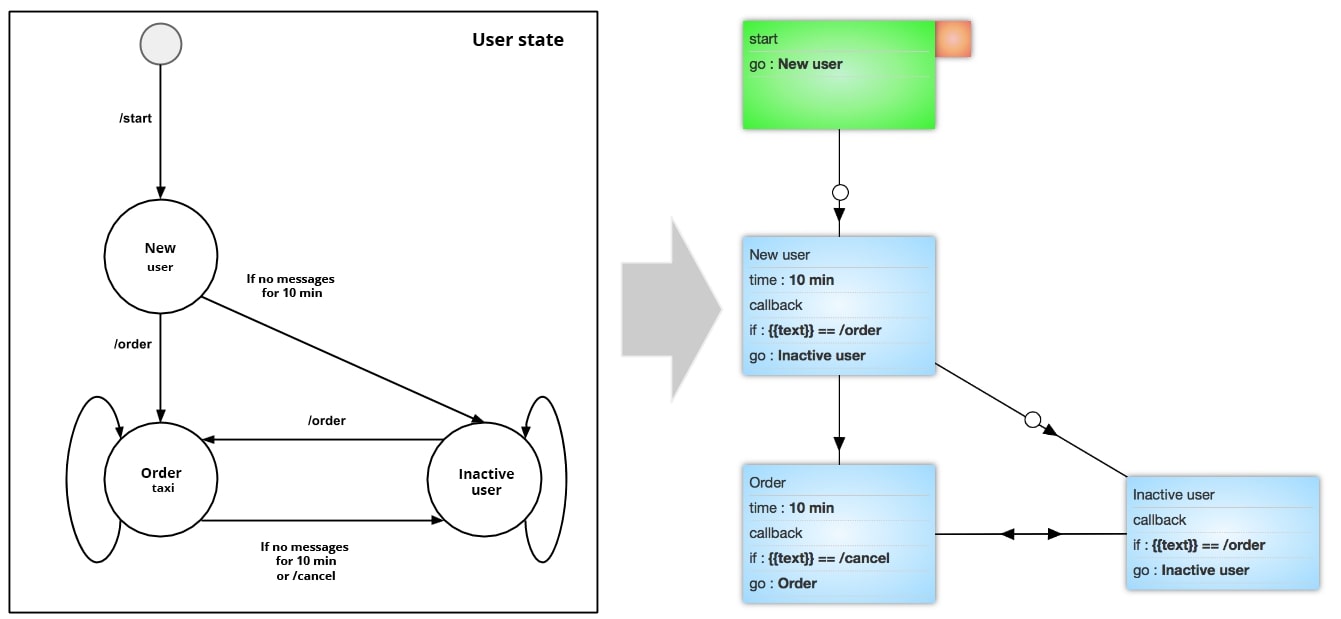 User state
/start
New
user
If no messages
for 10 min
/order
/order
Order
taxi
Inactive
user
If no messages
for 10 min
or /cancel
start
go : New user
New user
time : 10 min
callback
if : {{text}} == /order
go : Inactive user
Order
time : 10 min
callback
if : {{text}} == /cancel
go : Order
Inactive user
callback
if : {{text}} == /order
go : Inactive user